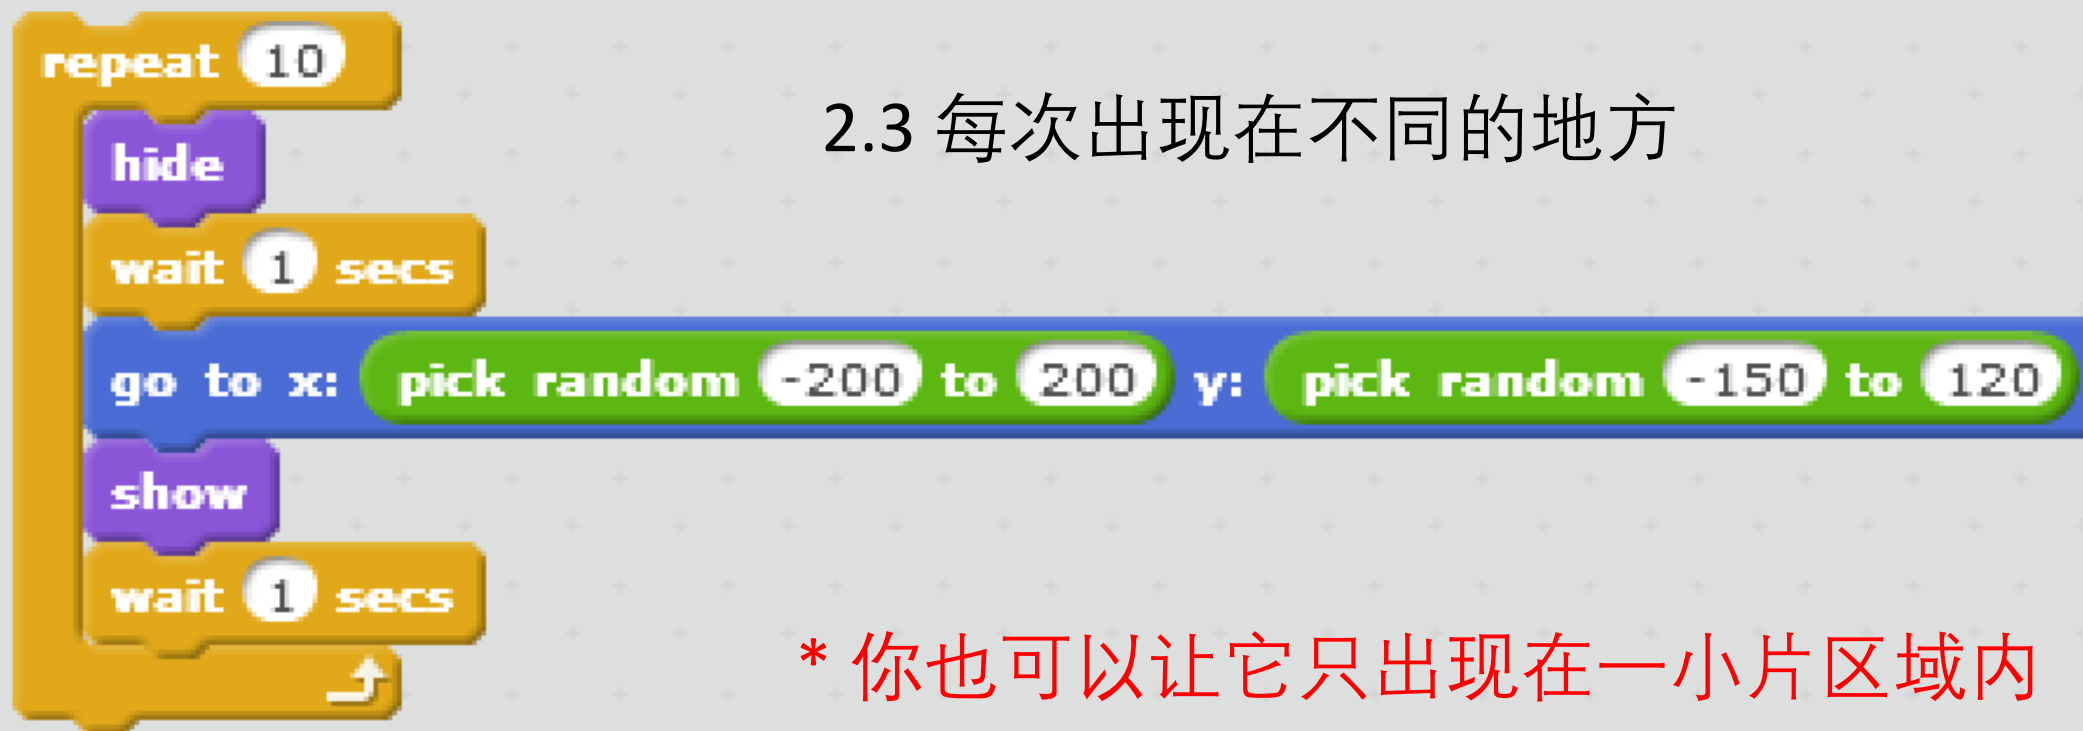 repeat 10
2.3 每次出现在不同的地方
hide
wait 1 secs
go to x: pick random -200 to 200 y: pick random -150 to 120
show
wait 1 secs
* 你也可以让它只出现在一小片区域内